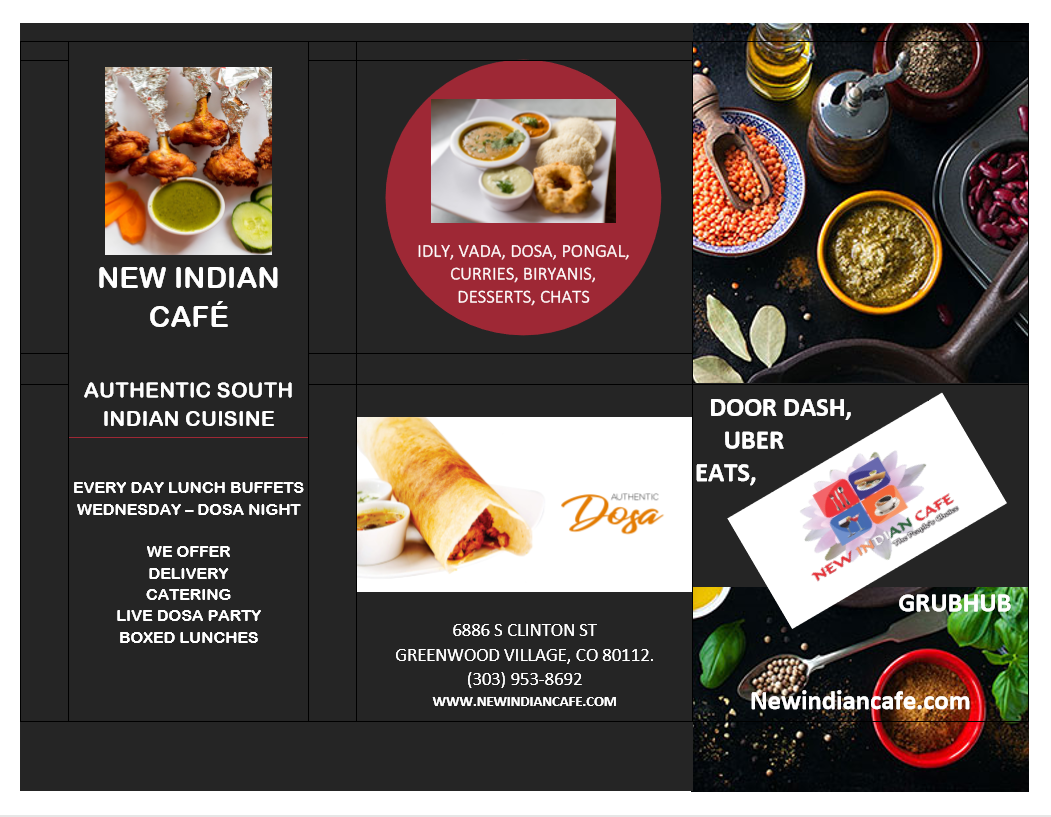 NEW INDIAN
CAFÉ
AUTHENTIC SOUTH
INDIAN CUISINE
EVERY DAY LUNCH BUFFETS
WEDNESDAY – DOSA NIGHT
WE OFFER
DELIVERY
CATERING
LIVE DOSA PARTY
BOXED LUNCHES
IDLY, VADA, DOSA, PONGAL,
CURRIES, BIRYANIS,
DESSERTS, CHATS
AUTHENTIC
Dosa
6886 S CLINTON ST
GREENWOOD VILLAGE, CO 80112.
(303) 953-8692
WWW.NEWINDIANCAFE.COM
DOOR DASH,
UBER
EATS,
NEW INDIAN CAFE
The People's Choice
GRUBHUB
Newindiancafe.com